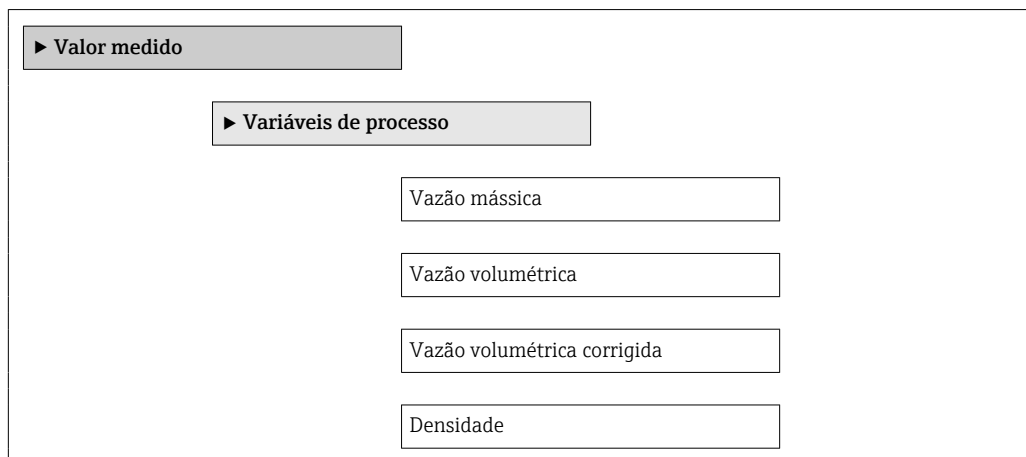 ▶ Valor medido
▶ Variáveis de processo
Vazão mássica
Vazão volumétrica
Vazão volumétrica corrigida
Densidade